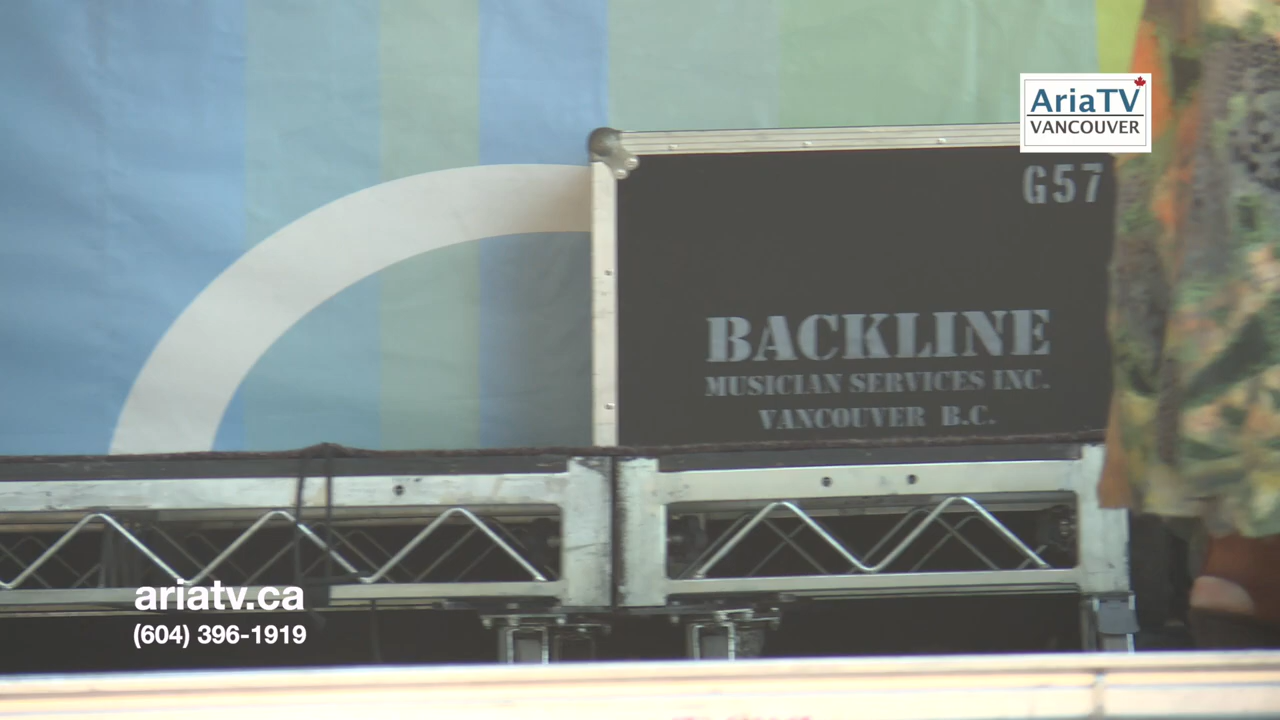 AriaTV
VANCOUVER
G57
BACKLINE
MUSICIAN SERVICES INC.
VANCOUVER B.C.
ariatv.ca
(604) 396-1919